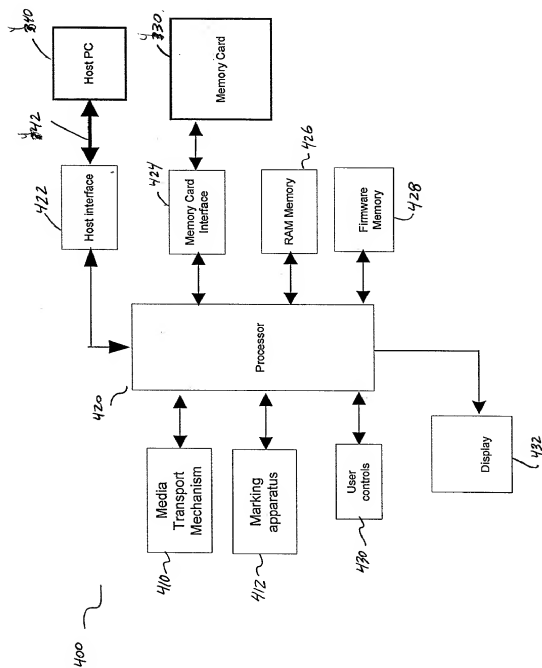 400
410
Media
Transport
Mechanism
412
Marking
apparatus
430
User
controls
420
Processor
422
Host interface
424
Memory Card
Interface
RAM Memory
426
Firmware
Memory
428
Host PC
Memory Card
Display
432